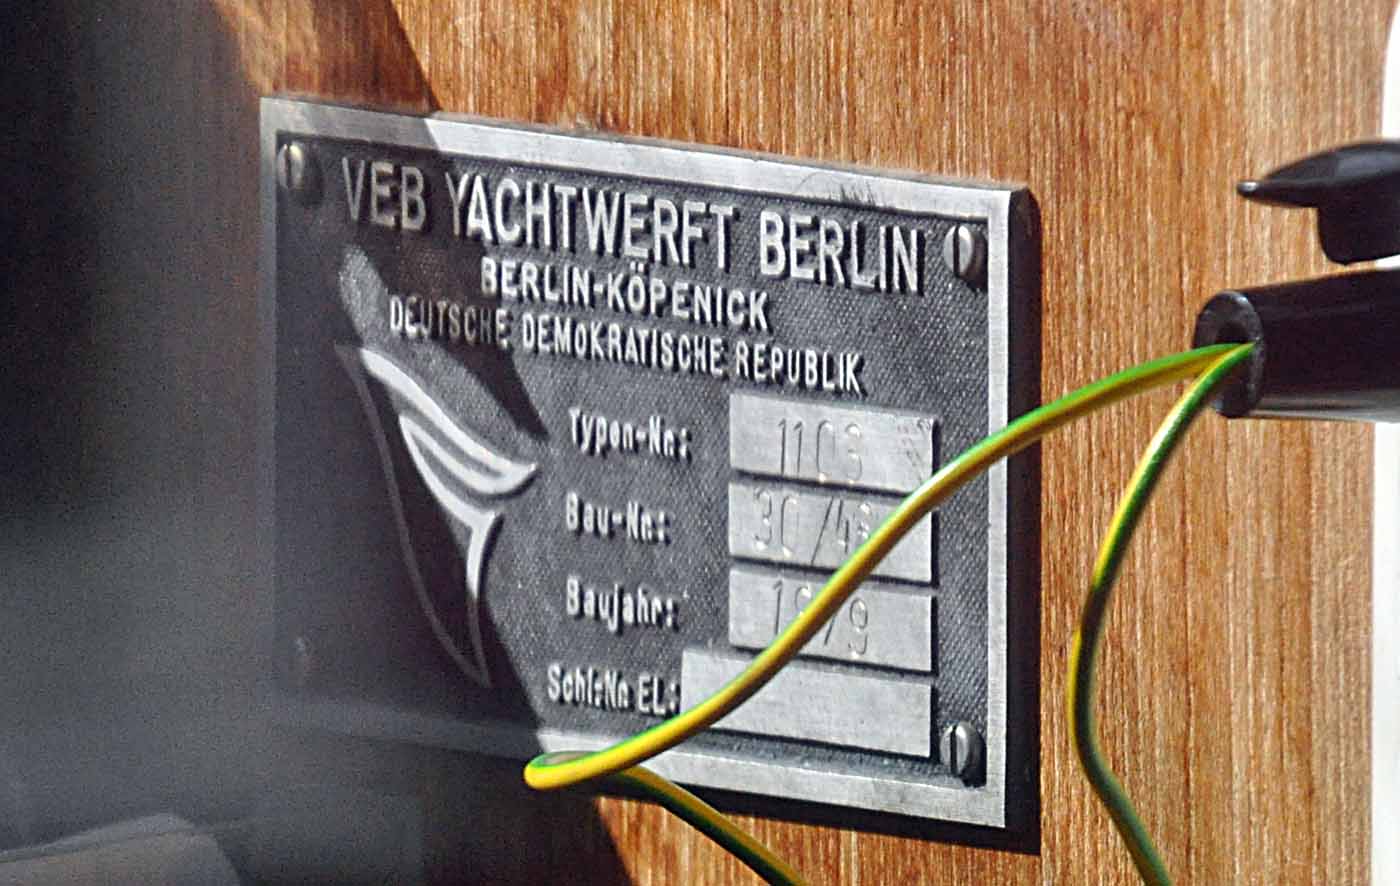 VEB YACHTWERFT BERLIN
BERLIN-KÖPENICK
DEUTSCHE DEMOKRATISCHE REPUBLIK
Typen-Nr.: 1103
Bau-Nr.:
Baujahr:
Schl.:Nr. EL.: